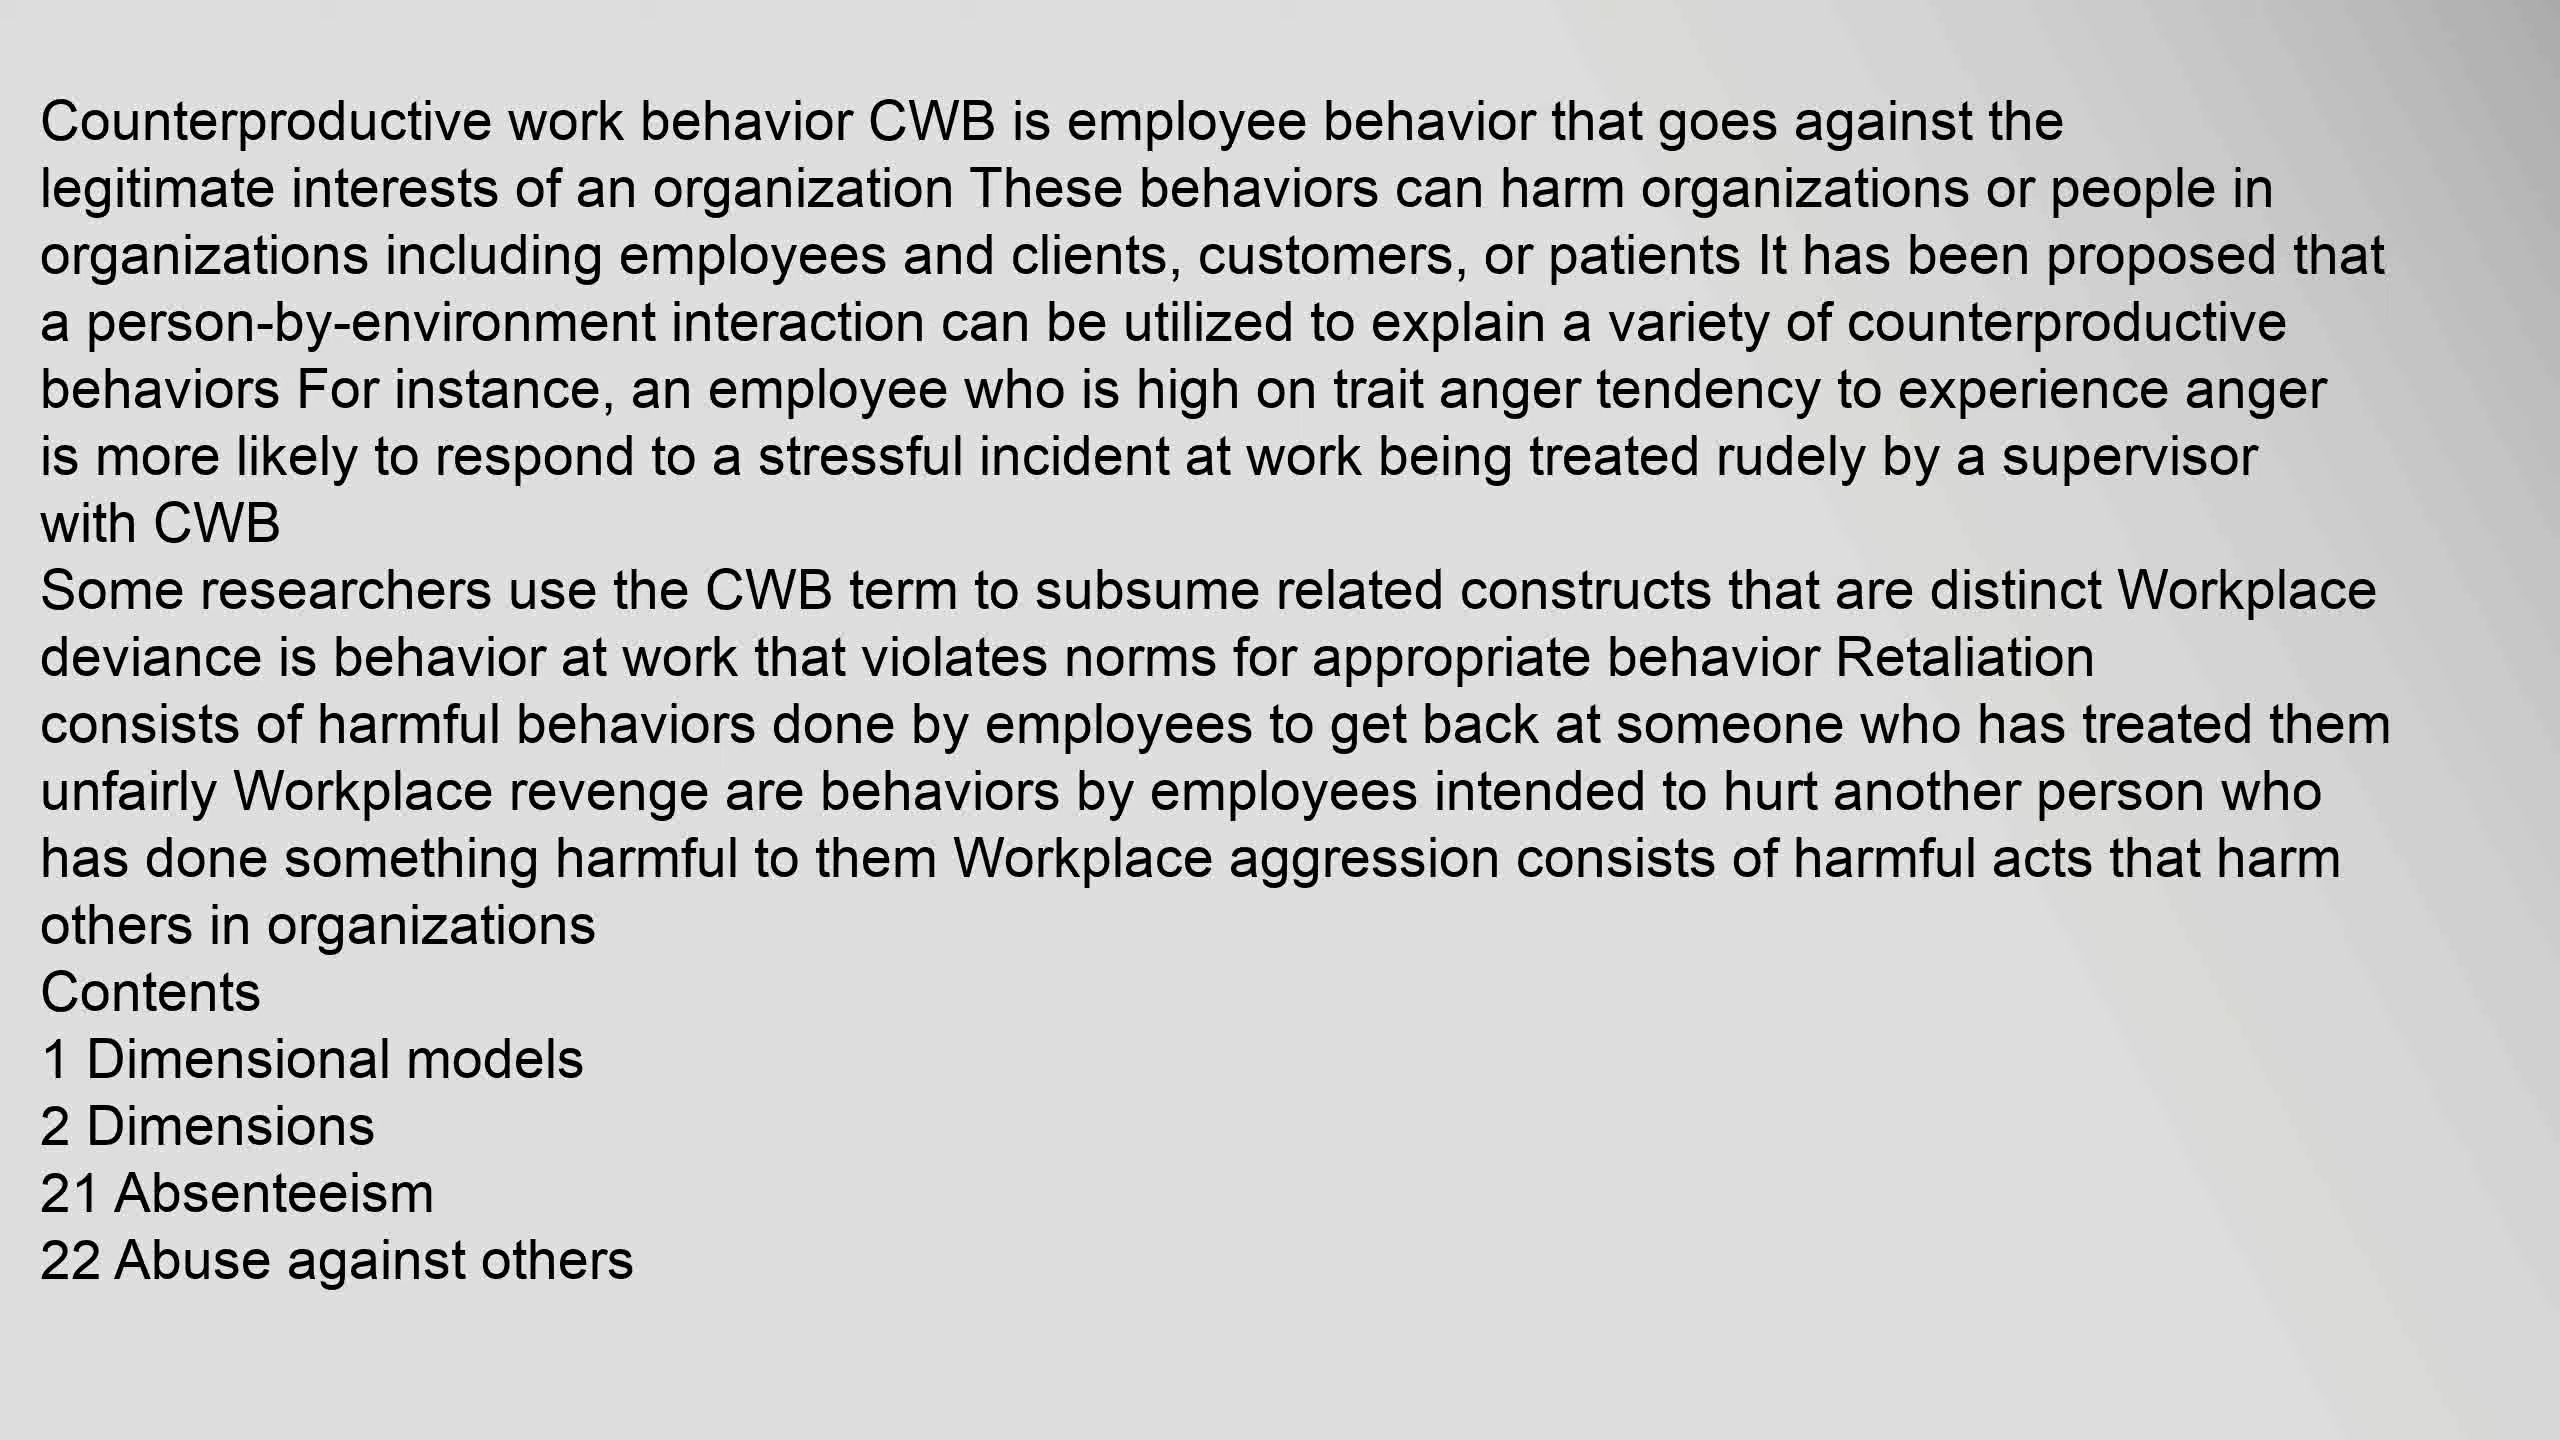 Counterproductive work behavior CWB is employee behavior that goes against the
legitimate interests of an organization These behaviors can harm organizations or people in
organizations including employees and clients, customers, or patients It has been proposed that
a person-by-environment interaction can be utilized to explain a variety of counterproductive
behaviors For instance, an employee who is high on trait anger tendency to experience anger
is more likely to respond to a stressful incident at work being treated rudely by a supervisor
with CWB
Some researchers use the CWB term to subsume related constructs that are distinct Workplace
deviance is behavior at work that violates norms for appropriate behavior Retaliation
consists of harmful behaviors done by employees to get back at someone who has treated them
unfairly Workplace revenge are behaviors by employees intended to hurt another person who
has done something harmful to them Workplace aggression consists of harmful acts that harm
others in organizations
Contents
1 Dimensional models
2 Dimensions
21 Absenteeism
22 Abuse against others